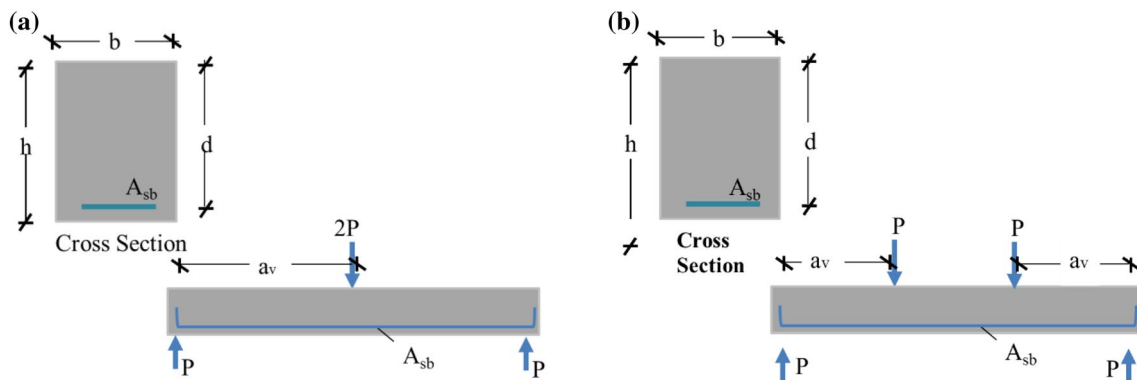 (a)
b
h
d
A_sb
Cross Section
2P
a_v
A_sb
P
P
(b)
b
h
d
A_sb
Cross
Section
P
P
a_v
a_v
A_sb
P
P